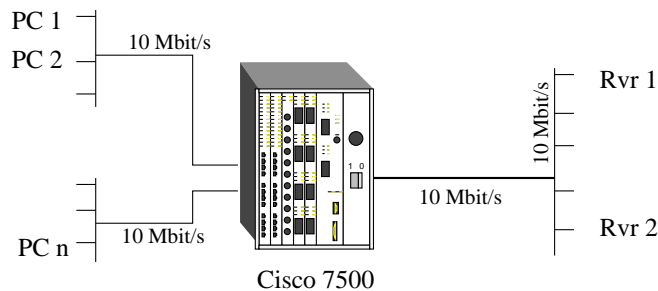 PC 1
10 Mbit/s
PC 2
Rvr 1
10 Mbit/s
1 0
10 Mbit/s
10 Mbit/s
PC n
Rvr 2
Cisco 7500